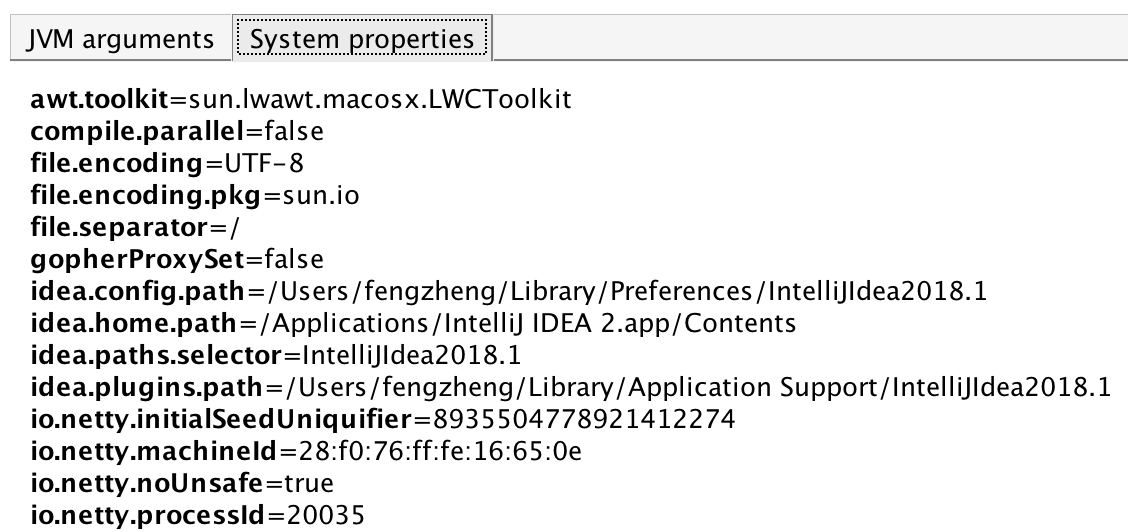 JVM arguments System properties
awt.toolkit=sun.lwawt.macosx.LWCToolkit
compile.parallel=false
file.encoding=UTF-8
file.encoding.pkg=sun.io
file.separator=/
gopherProxySet=false
idea.config.path=/Users/fengzheng/Library/Preferences/IntelliJIdea2018.1
idea.home.path=/Applications/IntelliJ IDEA 2.app/Contents
idea.paths.selector=IntelliJIdea2018.1
idea.plugins.path=/Users/fengzheng/Library/Application Support/IntelliJIdea2018.1
io.netty.initialSeedUniquifier=8935504778921412274
io.netty.machineId=28:f0:76:ff:fe:16:65:0e
io.netty.noUnsafe=true
io.netty.processId=20035